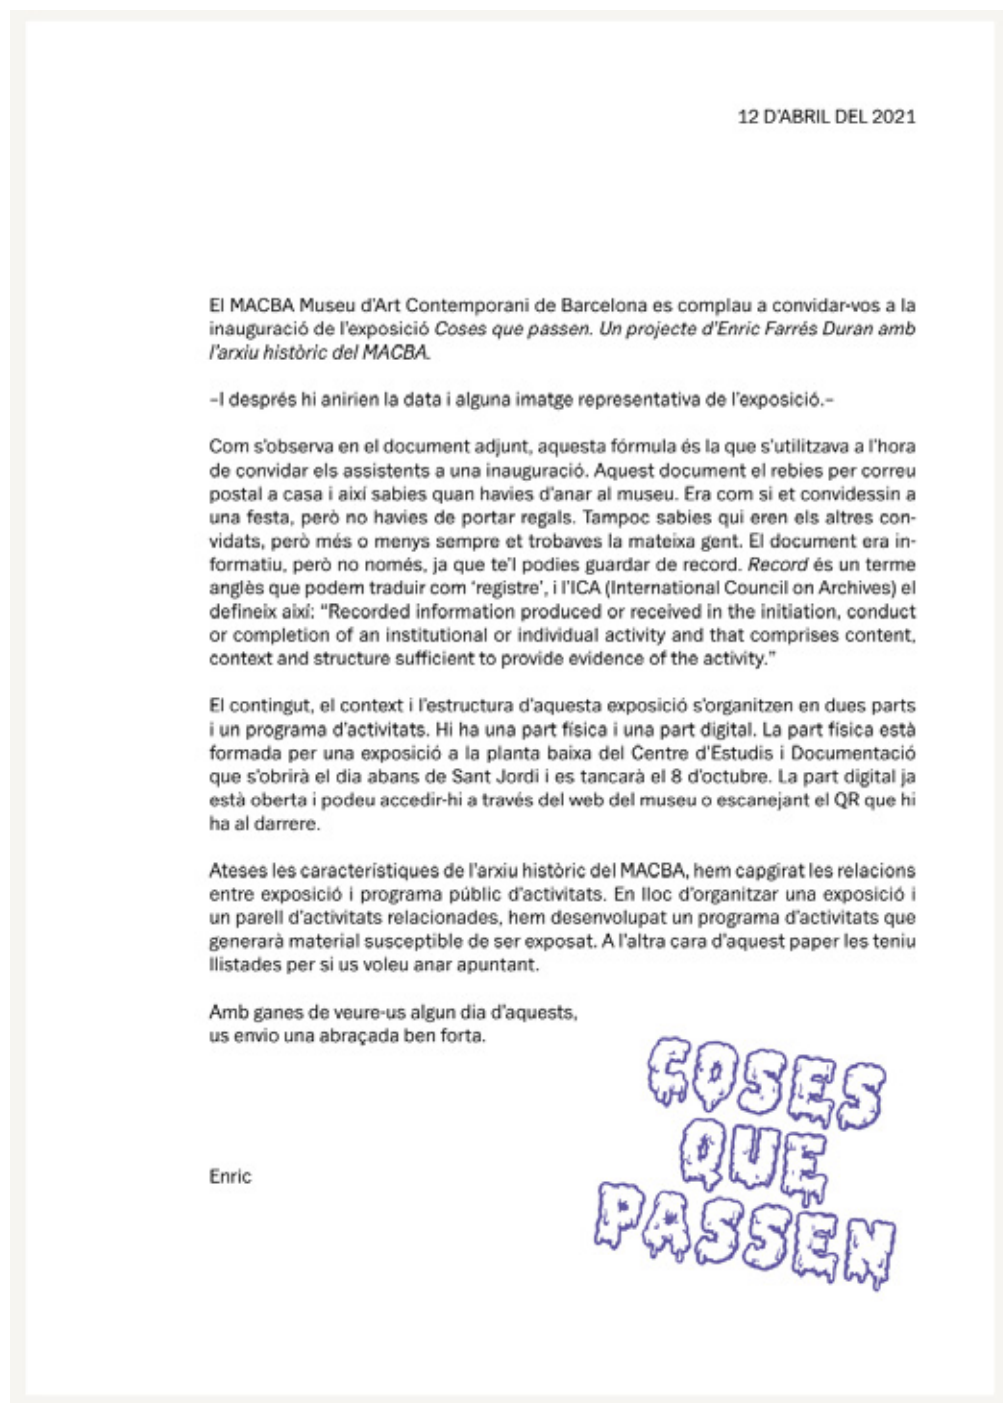 12 D'ABRIL DEL 2021
El MACBA Museu d'Art Contemporani de Barcelona es complau a convidar-vos a la
inauguració de l'exposició Coses que passen. Un projecte d'Enric Farrés Duran amb
l'arxiu històric del MACBA.
–I després hi anirien la data i alguna imatge representativa de l'exposició.–
Com s'observa en el document adjunt, aquesta fórmula és la que s'utilitzava a l'hora
de convidar els assistents a una inauguració. Aquest document el rebies per correu
postal a casa i així sabies quan havies d'anar al museu. Era com si et convidessin a
una festa, però no havies de portar regals. Tampoc sabies qui eren els altres con-
vidats, però més o menys sempre et trobaves la mateixa gent. El document era in-
formatiu, però no només, ja que te'l podies guardar de record. Record és un terme
anglès que podem traduir com 'registre', i l'ICA (International Council on Archives) el
defineix així: "Recorded information produced or received in the initiation, conduct
or completion of an institutional or individual activity and that comprises content,
context and structure sufficient to provide evidence of the activity."
El contingut, el context i l'estructura d'aquesta exposició s'organitzen en dues parts
i un programa d'activitats. Hi ha una part física i una part digital. La part física està
formada per una exposició a la planta baixa del Centre d'Estudis i Documentació
que s'obrirà el dia abans de Sant Jordi i es tancarà el 8 d'octubre. La part digital ja
està oberta i podeu accedir-hi a través del web del museu o escanejant el QR que hi
ha al darrere.
Ateses les característiques de l'arxiu històric del MACBA, hem capgirat les relacions
entre exposició i programa públic d'activitats. En lloc d'organitzar una exposició i
un parell d'activitats relacionades, hem desenvolupat un programa d'activitats que
generarà material susceptible de ser exposat. A l'altra cara d'aquest paper les teniu
llistades per si us voleu anar apuntant.
Amb ganes de veure-us algun dia d'aquests,
us envio una abraçada ben forta.
Enric
COSES
QUE
PASSEN